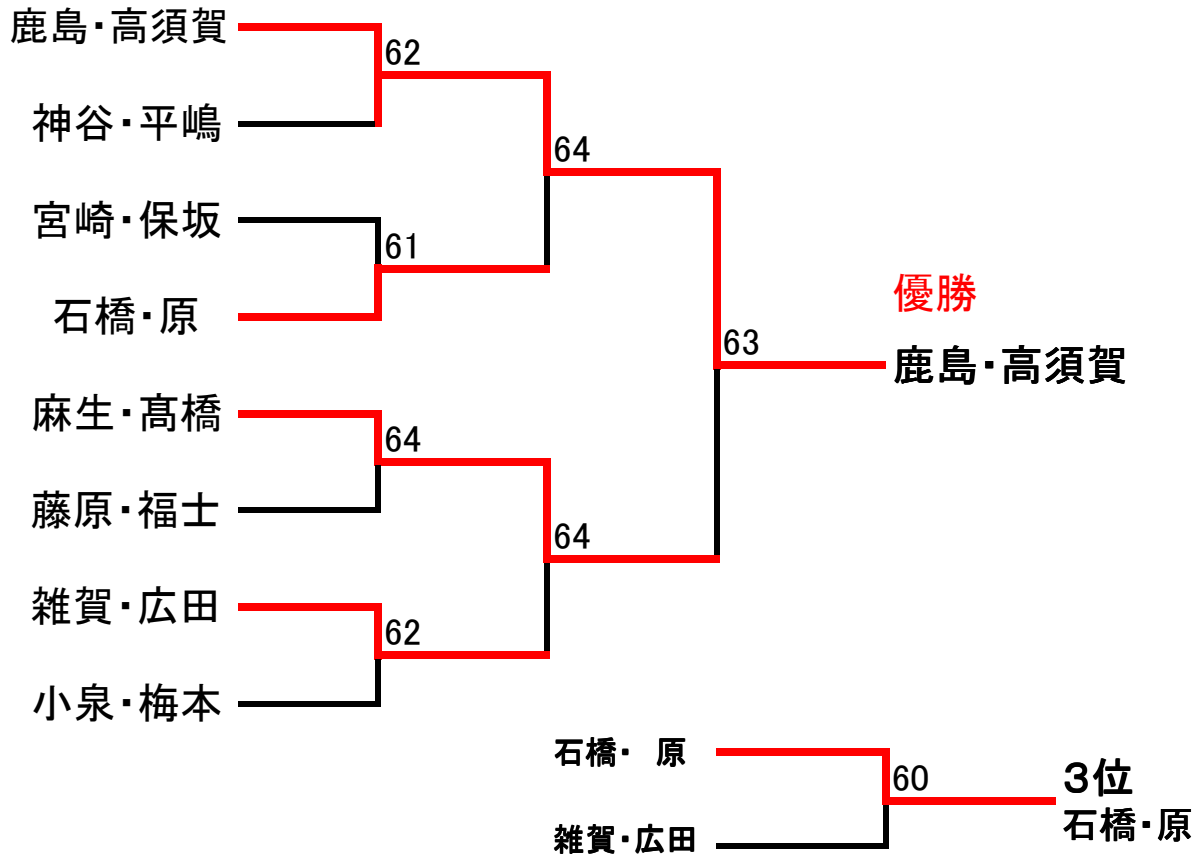 鹿島・高須賀
62
神谷・平嶋
64
宮崎・保坂
61
石橋・原
優勝
63
鹿島・高須賀
麻生・髙橋
64
藤原・福士
64
雑賀・広田
62
小泉・梅本
石橋・ 原
60
3位
石橋・原
雑賀・広田